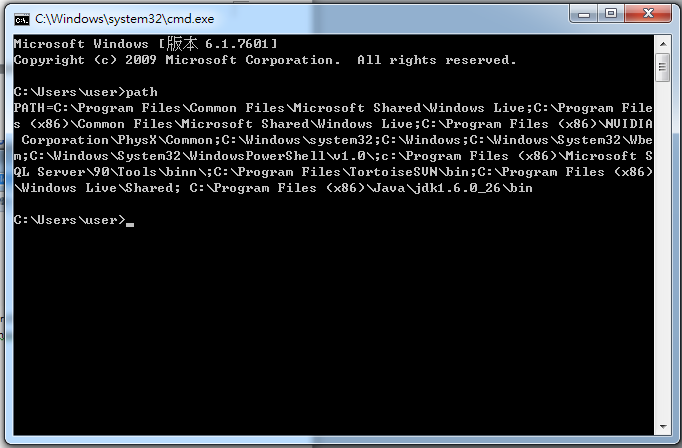 C:\Windows\system32\cmd.exe
Microsoft Windows [版本 6.1.7601]
Copyright (c) 2009 Microsoft Corporation.  All rights reserved.
C:\Users\user>path
PATH=C:\Program Files\Common Files\Microsoft Shared\Windows Live;C:\Program File
s (x86)\Common Files\Microsoft Shared\Windows Live;C:\Program Files (x86)\NVIDIA
 Corporation\PhysX\Common;C:\Windows\system32;C:\Windows;C:\Windows\System32\Wbe
m;C:\Windows\System32\WindowsPowerShell\v1.0\;c:\Program Files (x86)\Microsoft S
QL Server\90\Tools\binn\;C:\Program Files\TortoiseSVN\bin;C:\Program Files (x86)
\Windows Live\Shared; C:\Program Files (x86)\Java\jdk1.6.0_26\bin
C:\Users\user>_